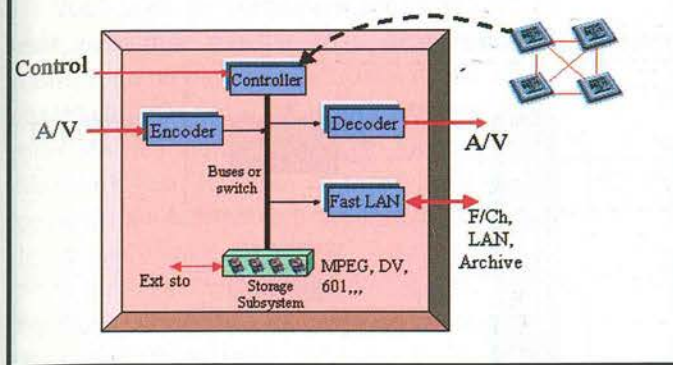 Control
Controller
A/V
Encoder
Decoder
A/V
Buses or
switch
Fast LAN
F/Ch,
LAN,
Archive
Ext sto
Storage
Subsystem
MPEG, DV,
601,,,